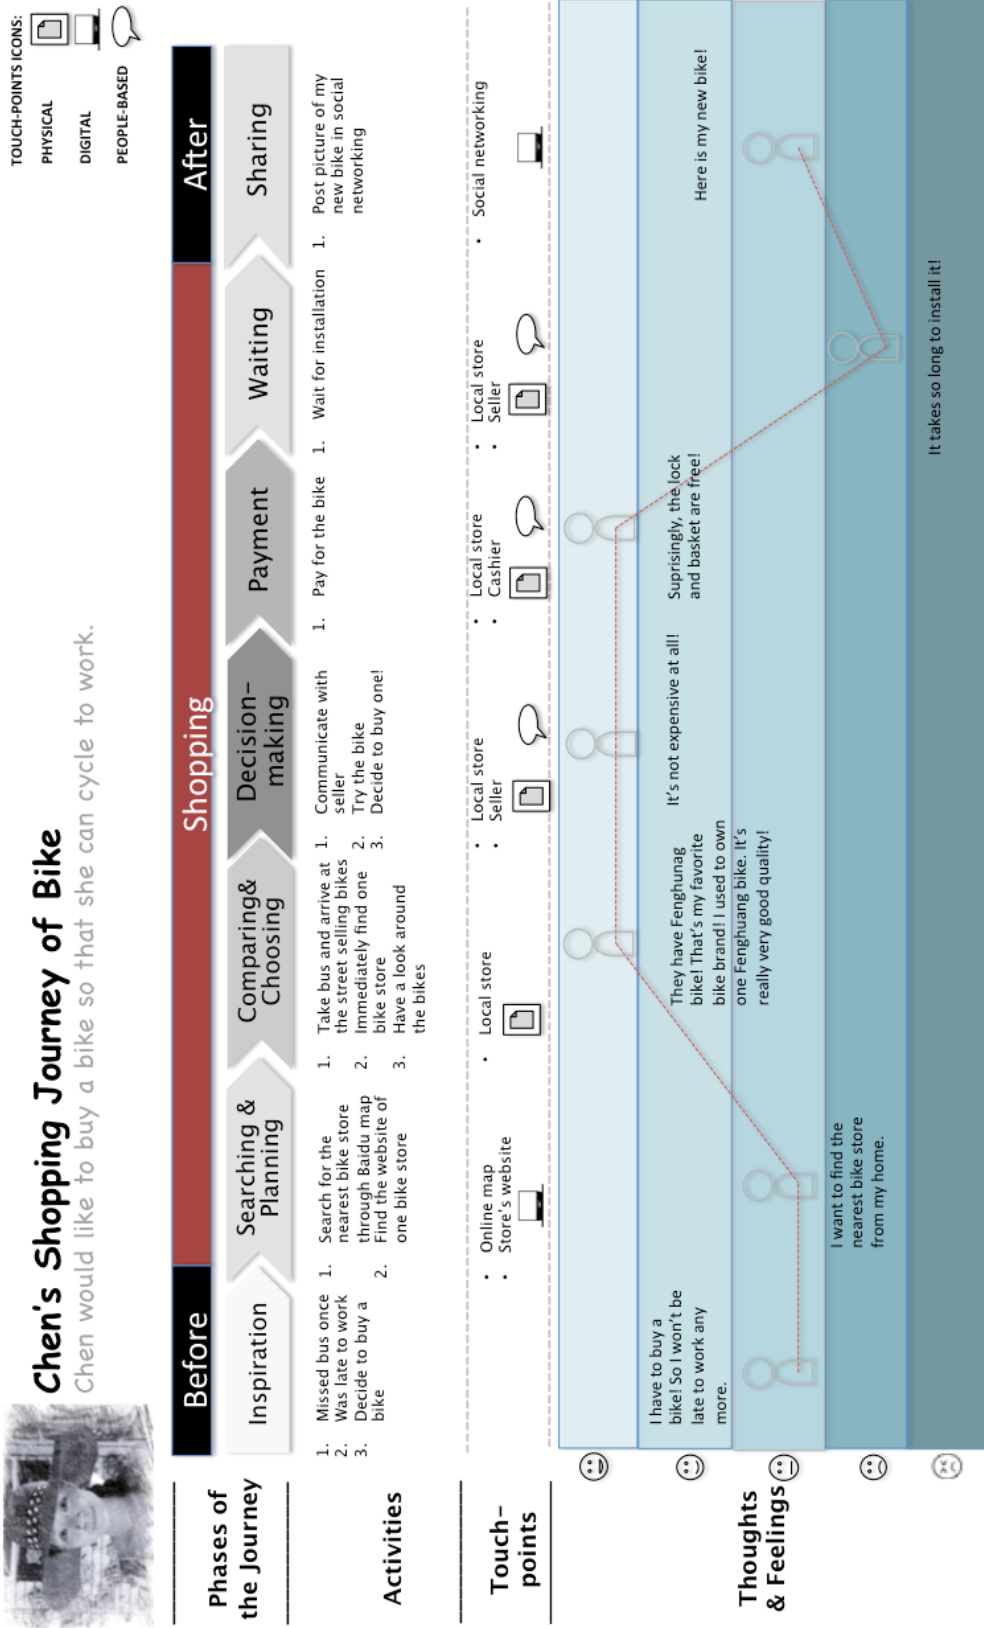 Chen's Shopping Journey of Bike
Chen would like to buy a bike so that she can cycle to work.
TOUCH-POINTS ICONS:
PHYSICAL
DIGITAL
PEOPLE-BASED
Phases of
the Journey
Before
Shopping
After
Inspiration
Searching &
Planning
Comparing&
Choosing
Decision-
making
Payment
Waiting
Sharing
Activities
1. Missed bus once
2. Was late to work
3. Decide to buy a
bike
1. Search for the
nearest bike store
through Baidu map
2. Find the website of
one bike store
1. Take bus and arrive at
the street selling bikes
2. Immediately find one
bike store
3. Have a look around
the bikes
1. Communicate with
seller
2. Try the bike
3. Decide to buy one!
1. Pay for the bike
1. Wait for installation
1. Post picture of my
new bike in social
networking
Touch-
points
• Online map
• Store's website
• Local store
• Local store
• Seller
• Local store
• Cashier
• Local store
• Seller
• Social networking
Thoughts
& Feelings
I have to buy a
bike! So I won't be
late to work any
more.
I want to find the
nearest bike store
from my home.
They have Fenghunag
bike! That's my favorite
bike brand! I used to own
one Fenghuang bike. It's
really very good quality!
It's not expensive at all!
Suprisingly, the lock
and basket are free!
It takes so long to install it!
Here is my new bike!